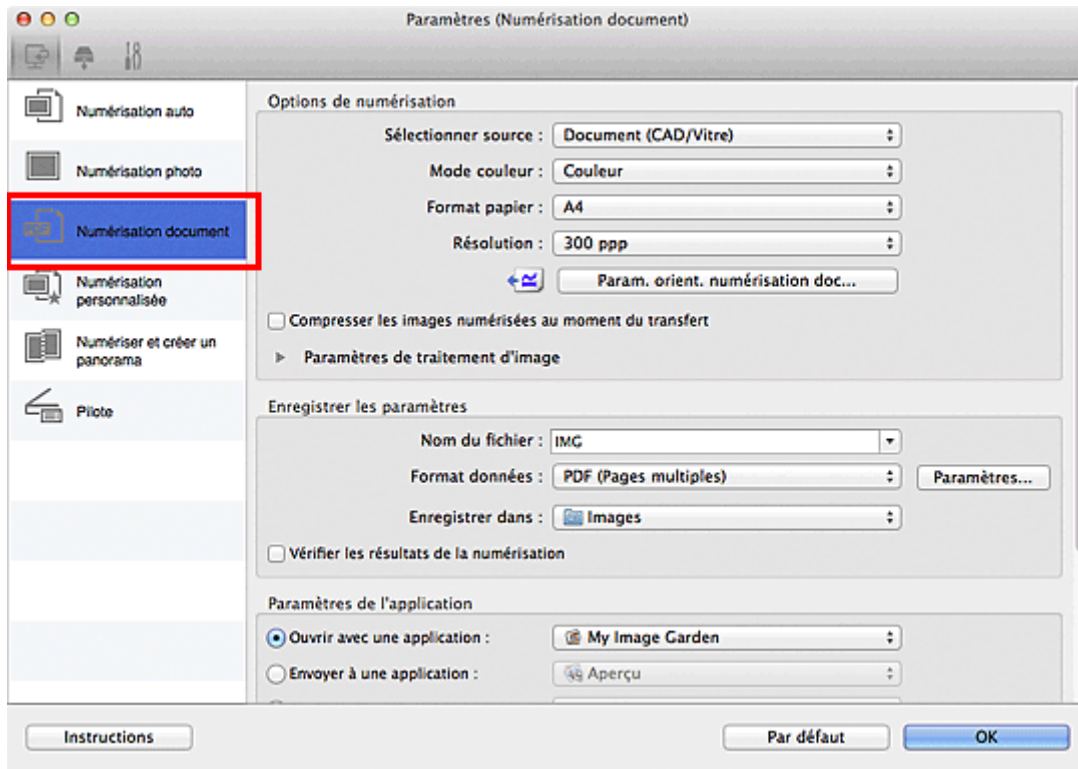 Paramètres (Numérisation document)
Numérisation auto
Numérisation photo
PDF
Numérisation document
Numérisation
personnalisée
Numériser et créer un
panorama
Pilote
Options de numérisation
Sélectionner source : Document (CAD/Vitre)
Mode couleur : Couleur
Format papier : A4
Résolution : 300 ppp
Param. orient. numérisation doc...
Compresser les images numérisées au moment du transfert
Paramètres de traitement d'image
Enregistrer les paramètres
Nom du fichier : IMG
Format données : PDF (Pages multiples) Paramètres...
Enregistrer dans : Images
Vérifier les résultats de la numérisation
Paramètres de l'application
Ouvrir avec une application : My Image Garden
Envoyer à une application : Aperçu
Instructions
Par défaut
OK